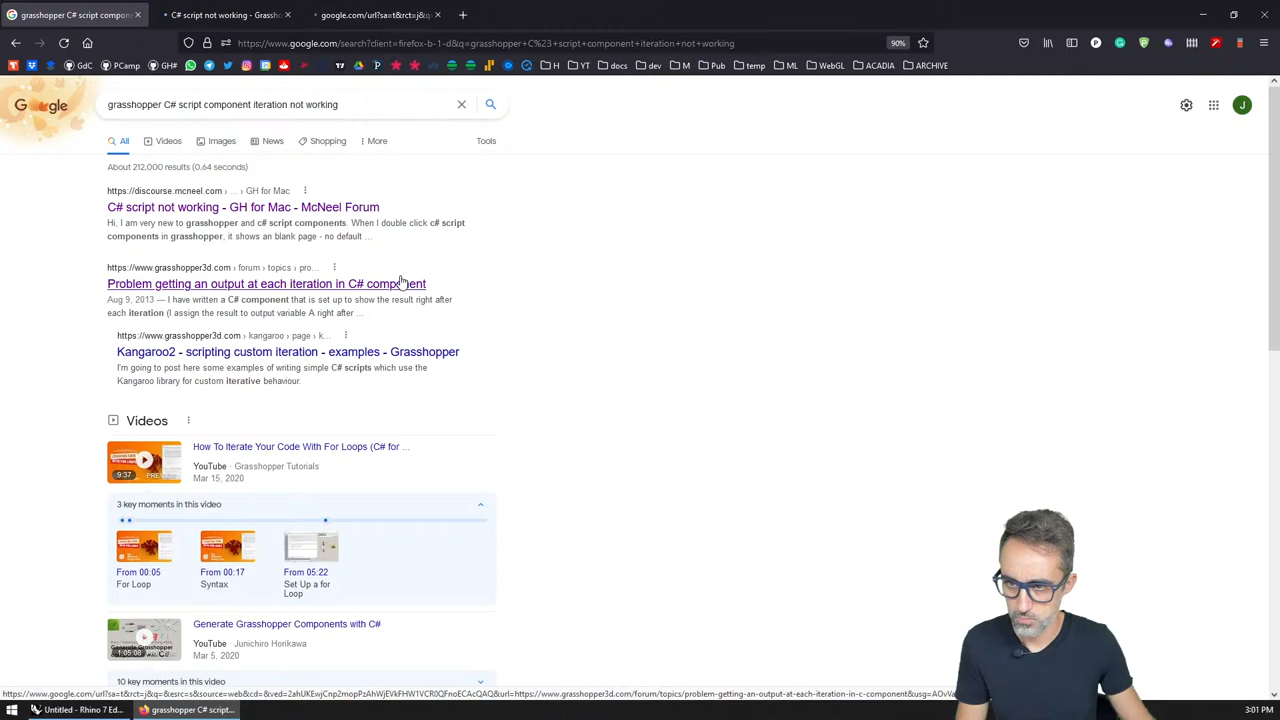 grasshopper C# script compon
C# script not working - Grassh
google.com/url?sa=t&rct=j&q=
https://www.google.com/search?client=firefox-b-1-d&q=grasshopper+C%23+script+component+iteration+not+working
90%
GdC
PCamp
GH#
H
YT
docs
dev
M
Pub
temp
ML
WebGL
ACADIA
ARCHIVE
Google
grasshopper C# script component iteration not working
J
All
Videos
Images
News
Shopping
More
Tools
About 212,000 results (0.64 seconds)
https://discourse.mcneel.com › ... › GH for Mac
C# script not working - GH for Mac - McNeel Forum
Hi, I am very new to grasshopper and c# script components. When I double click c# script
components in grasshopper, it shows an blank page - no default ...
https://www.grasshopper3d.com › forum › topics › pro...
Problem getting an output at each iteration in C# component
Aug 9, 2013 — I have written a C# component that is set up to show the result right after
each iteration (I assign the result to output variable A right after ...
https://www.grasshopper3d.com › kangaroo › page › k...
Kangaroo2 - scripting custom iteration - examples - Grasshopper
I'm going to post here some examples of writing simple C# scripts which use the
Kangaroo library for custom iterative behaviour.
Videos
How To Iterate Your Code With For Loops (C# for ...
YouTube · Grasshopper Tutorials
Mar 15, 2020
9:37
3 key moments in this video
From 00:05
For Loop
From 00:17
Syntax
From 05:22
Set Up a for
Loop
Generate Grasshopper Components with C#
YouTube · Junichiro Horikawa
Mar 5, 2020
1:05:08
10 key moments in this video
Untitled - Rhino 7 Ed...
grasshopper C# script...
3:01 PM